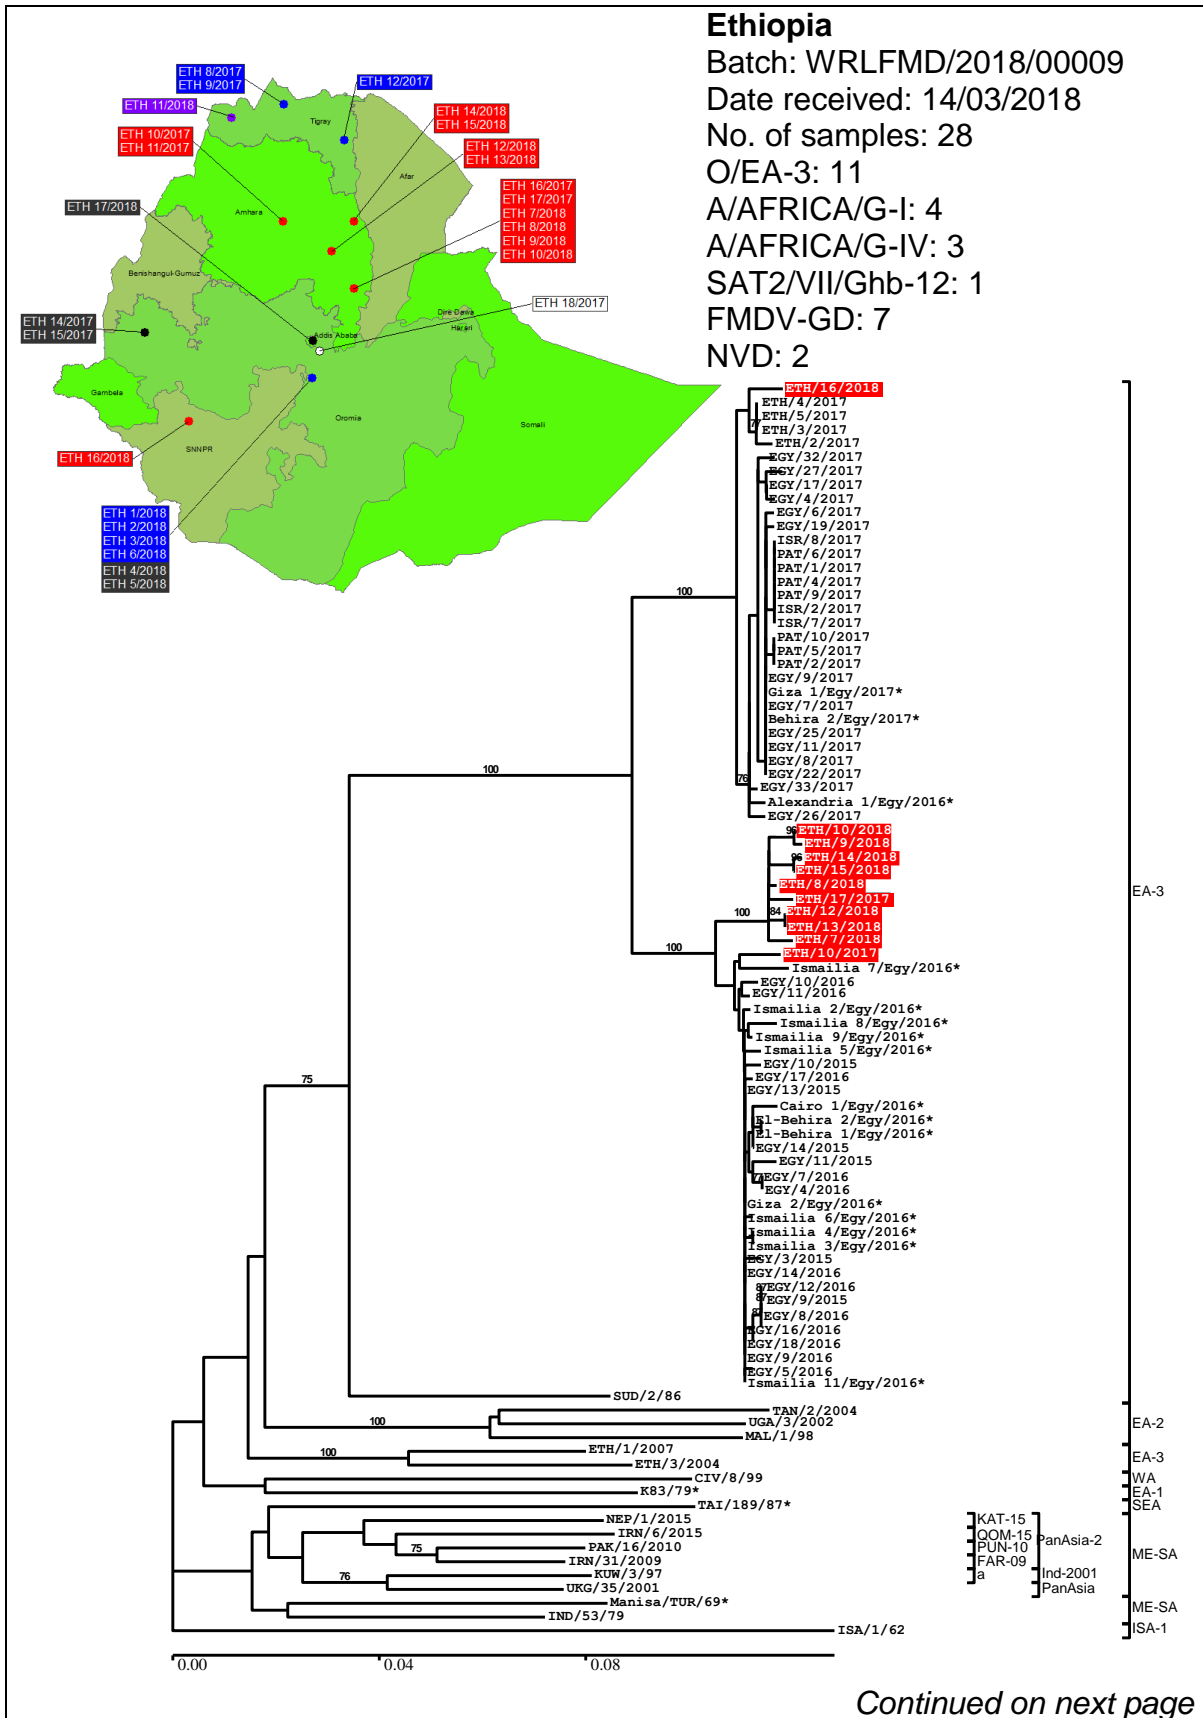 Ethiopia
Batch: WRLFMD/2018/00009
Date received: 14/03/2018
No. of samples: 28
O/EA-3: 11
A/AFRICA/G-I: 4
A/AFRICA/G-IV: 3
SAT2/VII/Ghb-12: 1
FMDV-GD: 7
NVD: 2
ETH 8/2017
ETH 9/2017
ETH 12/2017
ETH 11/2018
ETH 10/2017
ETH 11/2017
ETH 14/2018
ETH 15/2018
ETH 12/2018
ETH 13/2018
ETH 16/2017
ETH 17/2017
ETH 7/2018
ETH 8/2018
ETH 9/2018
ETH 10/2018
ETH 17/2018
ETH 18/2017
ETH 14/2017
ETH 15/2017
ETH 16/2018
ETH 1/2018
ETH 2/2018
ETH 3/2018
ETH 6/2018
ETH 4/2018
ETH 5/2018
Tigray
Afar
Amhara
Benishangul-Gumuz
Dire Dawa
Harari
Addis Ababa
Gambela
Oromia
Somali
SNNPR
ETH/16/2018
ETH/4/2017
ETH/5/2017
77 ETH/3/2017
ETH/2/2017
EGY/32/2017
EGY/27/2017
EGY/17/2017
EGY/4/2017
EGY/6/2017
EGY/19/2017
ISR/8/2017
PAT/6/2017
PAT/1/2017
PAT/4/2017
PAT/9/2017
ISR/2/2017
ISR/7/2017
100
PAT/10/2017
PAT/5/2017
PAT/2/2017
EGY/9/2017
Giza 1/Egy/2017*
EGY/7/2017
Behira 2/Egy/2017*
EGY/25/2017
EGY/11/2017
EGY/8/2017
EGY/22/2017
100
76
EGY/33/2017
Alexandria 1/Egy/2016*
EGY/26/2017
96 ETH/10/2018
ETH/9/2018
96 ETH/14/2018
ETH/15/2018
ETH/8/2018
EA-3
ETH/17/2017
100 84 ETH/12/2018
ETH/13/2018
ETH/7/2018
100
ETH/10/2017
Ismailia 7/Egy/2016*
EGY/10/2016
EGY/11/2016
Ismailia 2/Egy/2016*
Ismailia 8/Egy/2016*
Ismailia 9/Egy/2016*
Ismailia 5/Egy/2016*
EGY/10/2015
75
EGY/17/2016
EGY/13/2015
Cairo 1/Egy/2016*
El-Behira 2/Egy/2016*
El-Behira 1/Egy/2016*
EGY/14/2015
EGY/11/2015
EGY/7/2016
EGY/4/2016
Giza 2/Egy/2016*
Ismailia 6/Egy/2016*
Ismailia 4/Egy/2016*
Ismailia 3/Egy/2016*
EGY/3/2015
EGY/14/2016
87 EGY/12/2016
87 EGY/9/2015
EGY/8/2016
EGY/16/2016
EGY/18/2016
EGY/9/2016
EGY/5/2016
Ismailia 11/Egy/2016*
SUD/2/86
TAN/2/2004
100
UGA/3/2002
EA-2
MAL/1/98
100
ETH/1/2007
EA-3
ETH/3/2004
CIV/8/99
WA
K83/79*
EA-1
TAI/189/87*
SEA
NEP/1/2015
KAT-15
IRN/6/2015
QOM-15
PanAsia-2
75
PAK/16/2010
PUN-10
ME-SA
IRN/31/2009
FAR-09
76
KUW/3/97
a
Ind-2001
UKG/35/2001
PanAsia
Manisa/TUR/69*
ME-SA
IND/53/79
ISA/1/62
ISA-1
0.00
0.04
0.08
Continued on next page